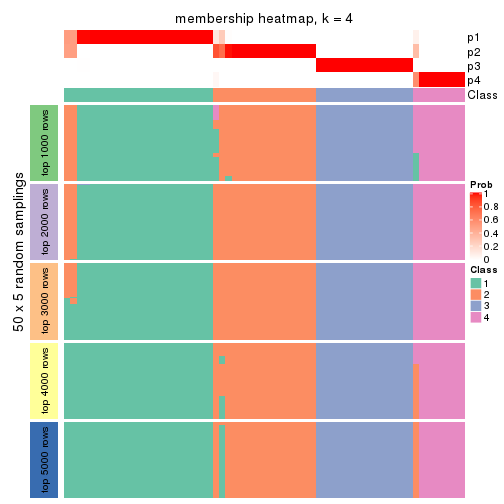 membership heatmap, k = 4
p1
p2
p3
p4
Class
50 x 5 random samplings
top 1000 rows
top 2000 rows
top 3000 rows
top 4000 rows
top 5000 rows
Prob
1
0.8
0.6
0.4
0.2
0
Class
1
2
3
4